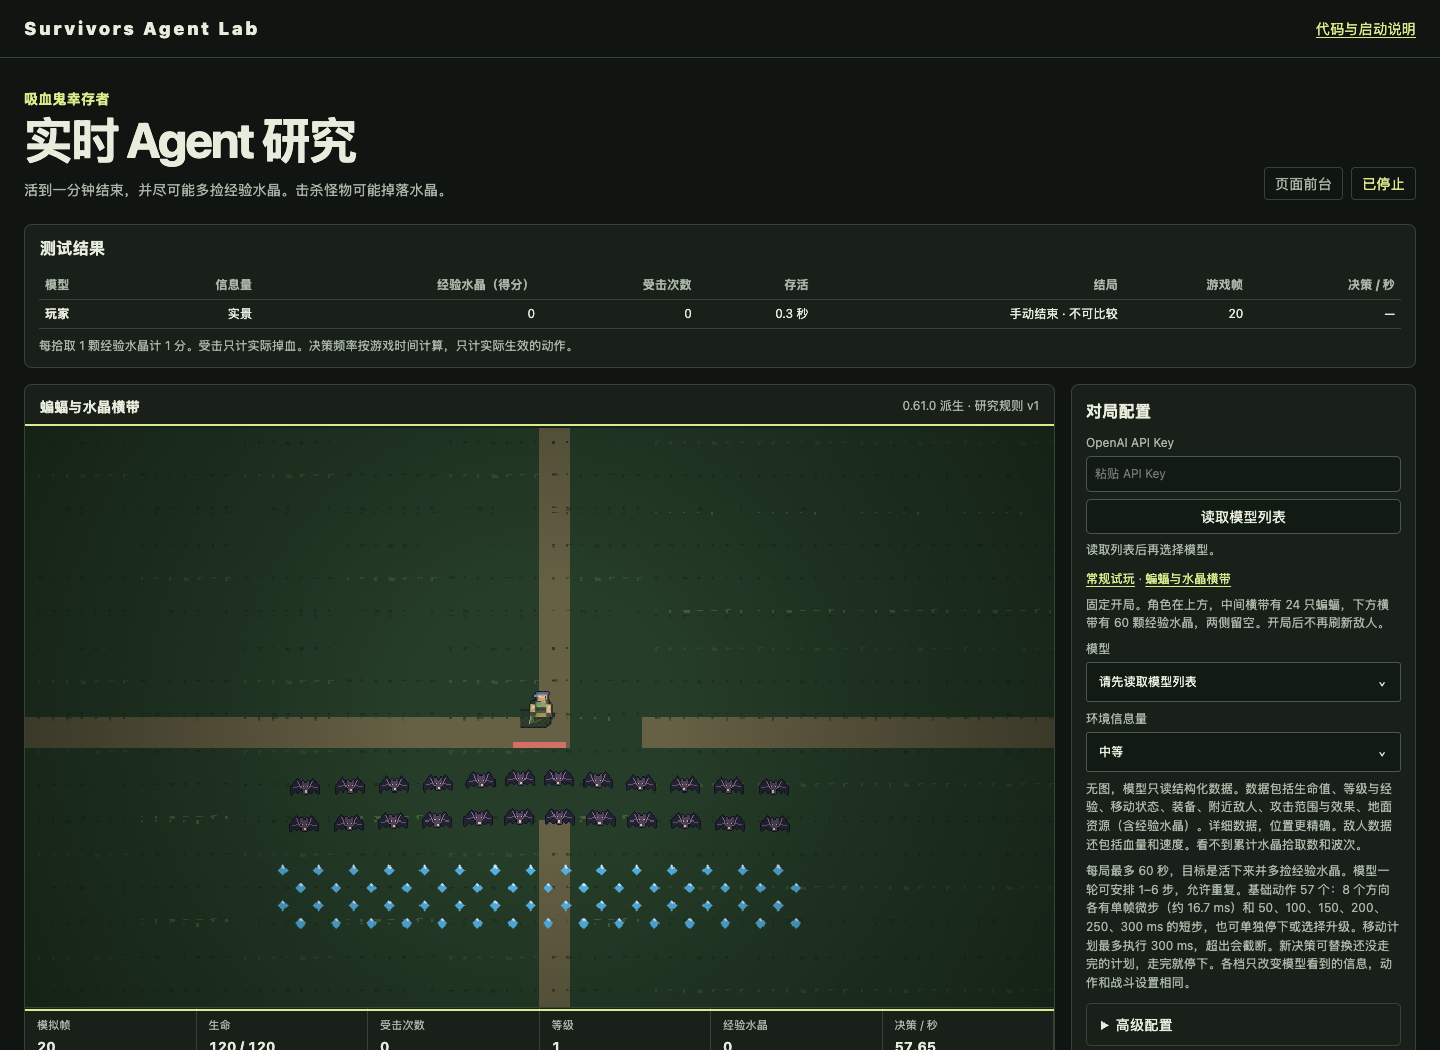 Survivors Agent Lab
代码与启动说明
吸血鬼幸存者
实时 Agent 研究
活到一分钟结束，并尽可能多捡经验水晶。击杀怪物可能掉落水晶。
页面前台
已停止
测试结果
模型 信息量 经验水晶（得分） 受击次数 存活 结局 游戏帧 决策 / 秒
玩家 实景 0 0 0.3 秒 手动结束 · 不可比较 20 —
每拾取 1 颗经验水晶计 1 分。受击只计实际掉血。决策频率按游戏时间计算，只计实际生效的动作。
蝙蝠与水晶横带
0.61.0 派生 · 研究规则 v1
模拟帧 生命 受击次数 等级 经验水晶 决策 / 秒
20 120 / 120 0 1 0 57.65
对局配置
OpenAI API Key
粘贴 API Key
读取模型列表
读取列表后再选择模型。
常规试玩 · 蝙蝠与水晶横带
固定开局。角色在上方，中间横带有 24 只蝙蝠，下方横
带有 60 颗经验水晶，两侧留空。开局后不再刷新敌人。
模型
请先读取模型列表
环境信息量
中等
无图，模型只读结构化数据。数据包括生命值、等级与经
验、移动状态、装备、附近敌人、攻击范围与效果、地面
资源（含经验水晶）。详细数据，位置更精确。敌人数据
还包括血量和速度。看不到累计水晶拾取数和波次。
每局最多 60 秒，目标是活下来并多捡经验水晶。模型一
轮可安排 1–6 步，允许重复。基础动作 57 个：8 个方向
各有单帧微步（约 16.7 ms）和 50、100、150、200、
250、300 ms 的短步，也可单独停下或选择升级。移动计
划最多执行 300 ms，超出会截断。新决策可替换还没走
完的计划，走完就停下。各档只改变模型看到的信息，动
作和战斗设置相同。
▶ 高级配置